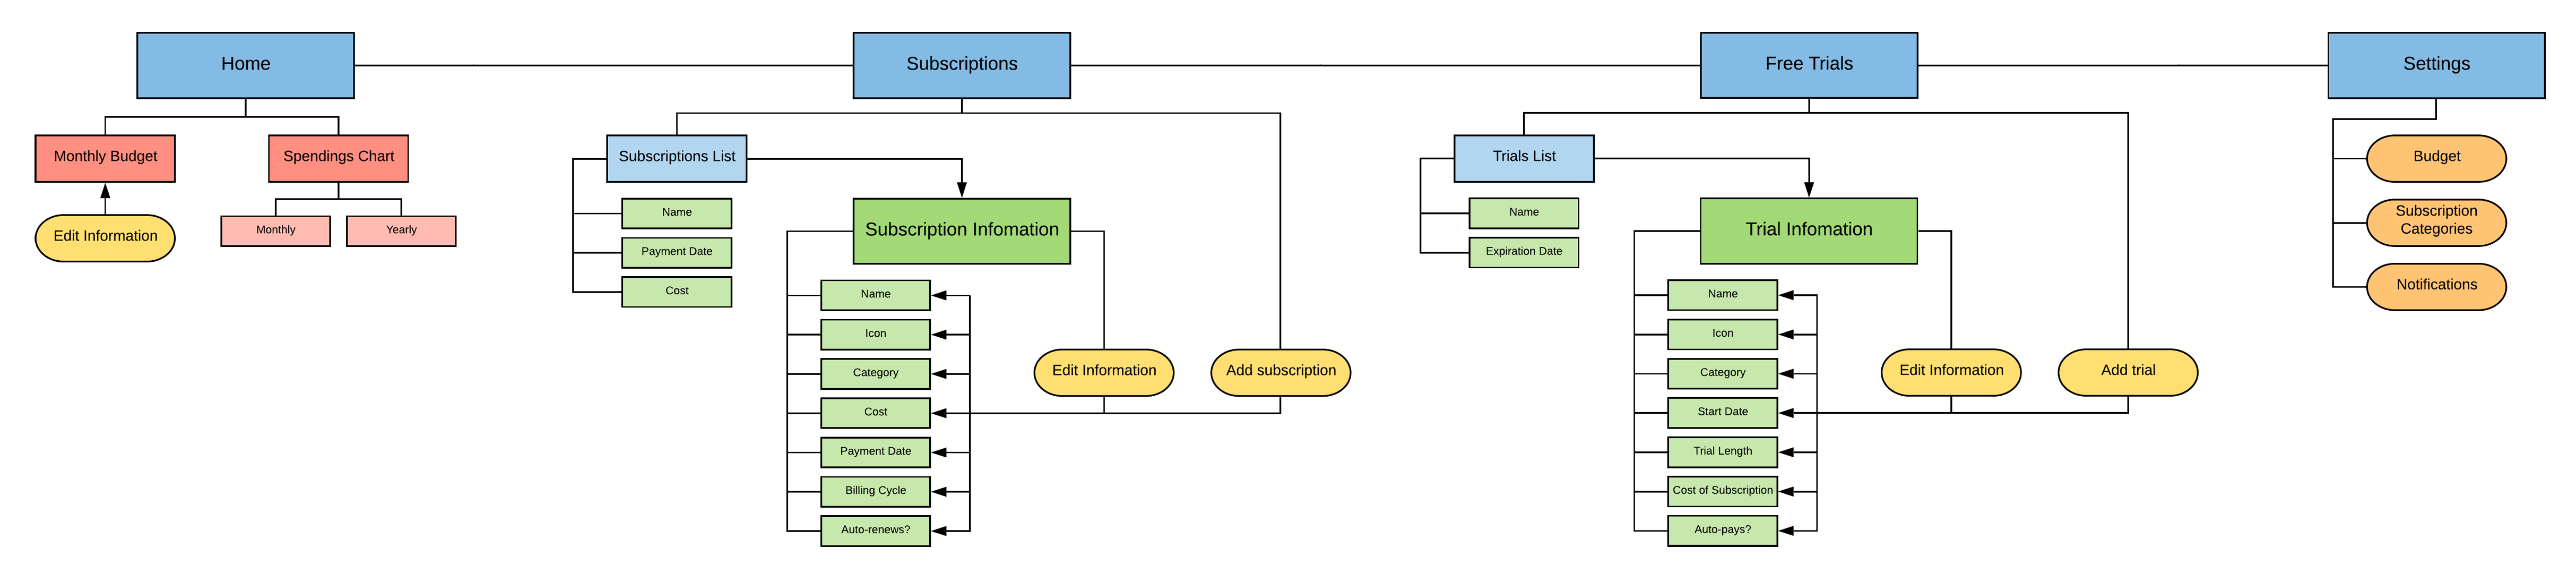 Home
Subscriptions
Free Trials
Settings
Monthly Budget
Spendings Chart
Edit Information
Monthly
Yearly
Subscriptions List
Name
Payment Date
Cost
Subscription Infomation
Name
Icon
Category
Cost
Payment Date
Billing Cycle
Auto-renews?
Edit Information
Add subscription
Trials List
Name
Expiration Date
Trial Infomation
Name
Icon
Category
Start Date
Trial Length
Cost of Subscription
Auto-pays?
Edit Information
Add trial
Budget
Subscription
Categories
Notifications